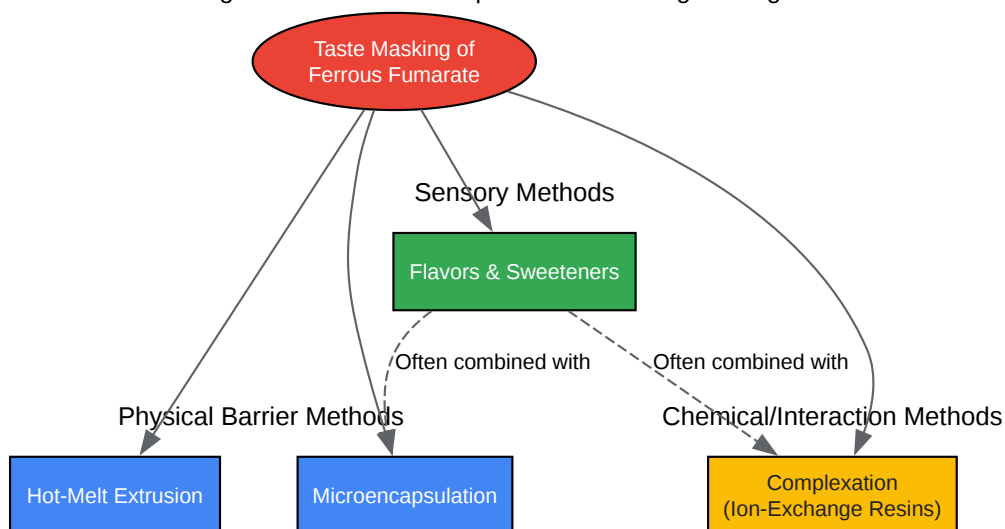 Taste Masking of
Ferrous Fumarate
Sensory Methods
Flavors & Sweeteners
Often combined with
Often combined with
Physical Barrier Methods
Chemical/Interaction Methods
Hot-Melt Extrusion
Microencapsulation
Complexation
(Ion-Exchange Resins)